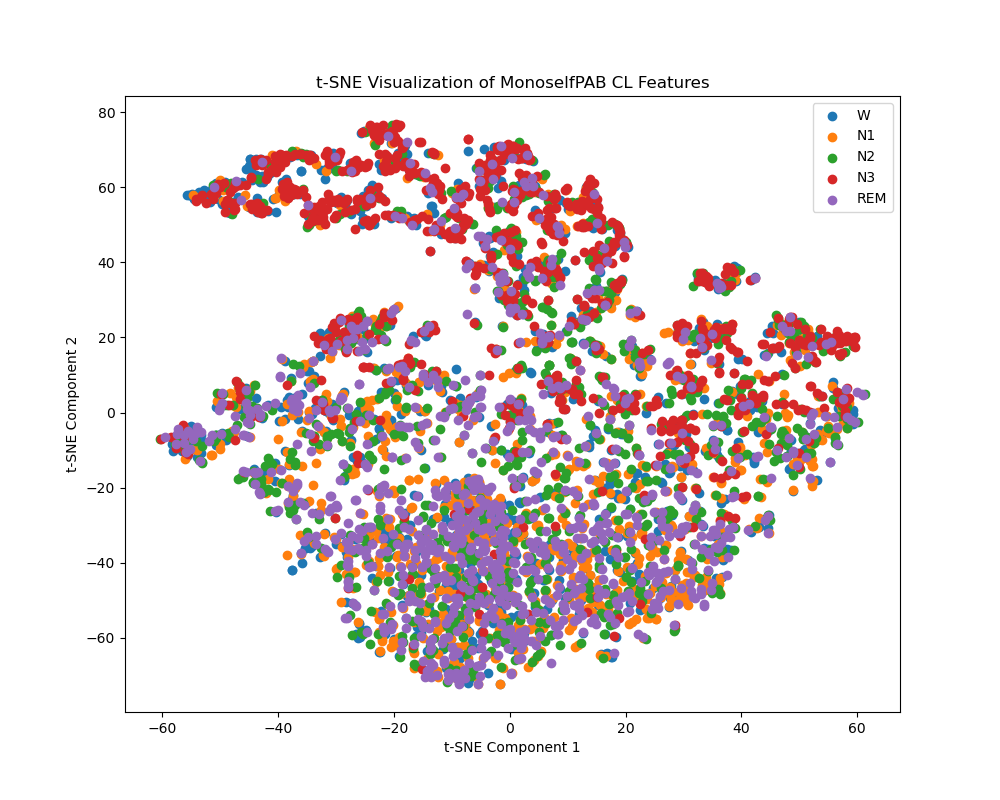 t-SNE Visualization of MonoselfPAB CL Features
80
60
40
20
0
−20
−40
−60
t-SNE Component 2
W
N1
N2
N3
REM
−60
−40
−20
0
20
40
60
t-SNE Component 1